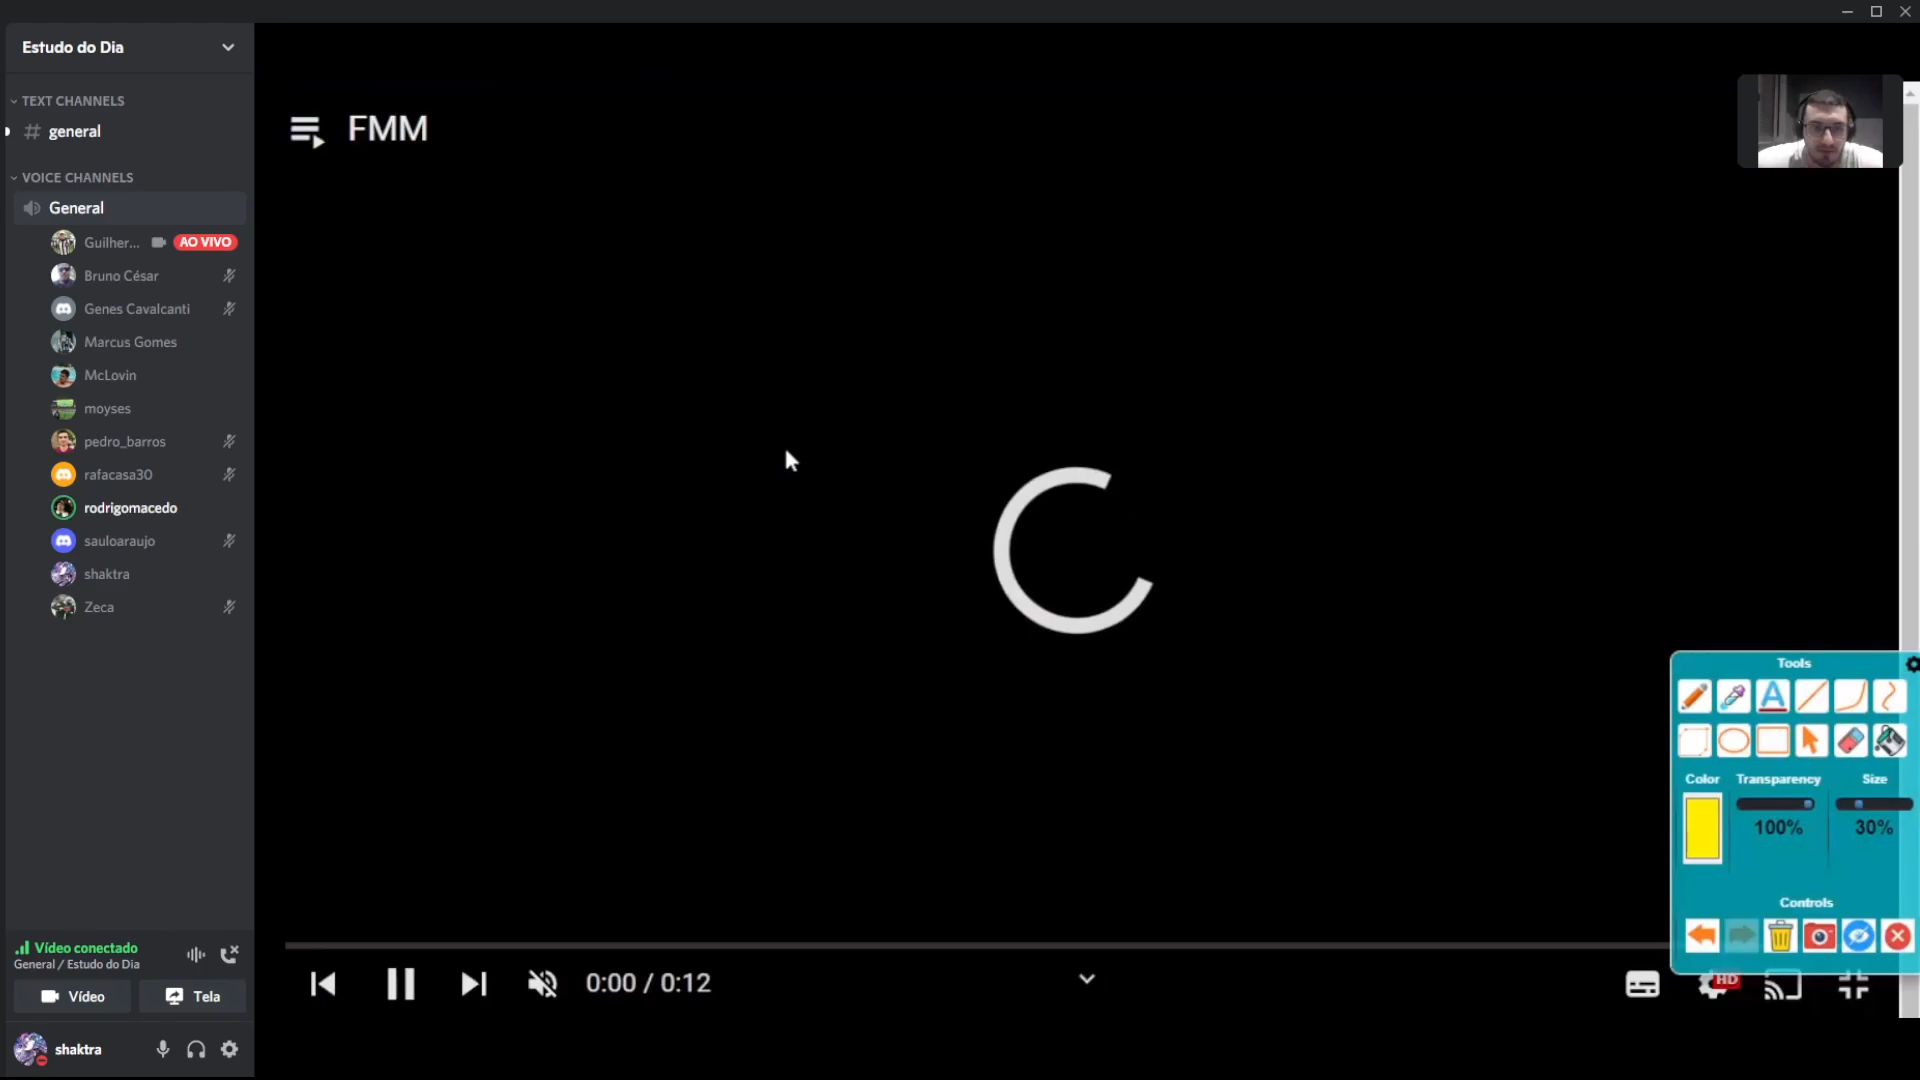 Estudo do Dia
TEXT CHANNELS
general
VOICE CHANNELS
General
Guilher... AO VIVO
Bruno César
Genes Cavalcanti
Marcus Gomes
McLovin
moyses
pedro_barros
rafacasa30
rodrigomacedo
sauloaraujo
shaktra
Zeca
Vídeo conectado
General / Estudo do Dia
Vídeo
Tela
shaktra
FMM
0:00 / 0:12
HD
Tools
A
Color Transparency Size
100% 30%
Controls